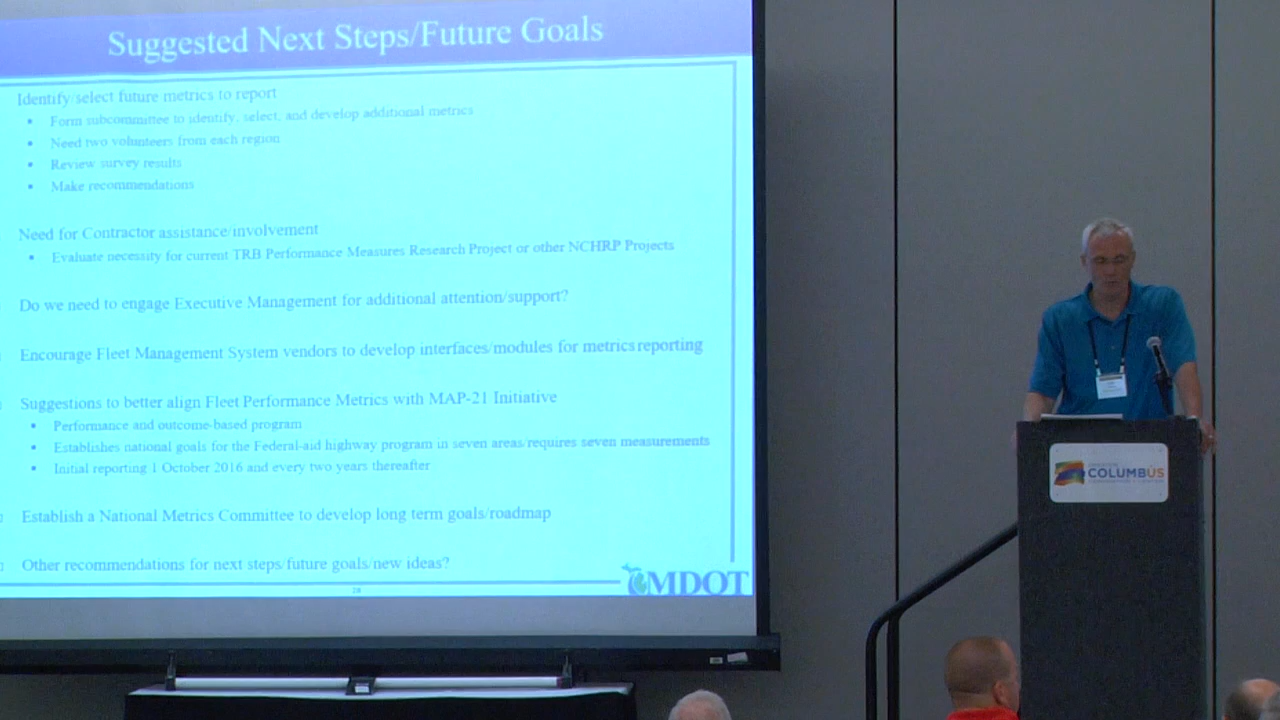 Suggested Next Steps/Future Goals
Identify/select future metrics to report
Form subcommittee to identify, select, and develop additional metrics
Need two volunteers from each region
Review survey results
Make recommendations
Need for Contractor assistance/involvement
Evaluate necessity for current TRB Performance Measures Research Project or other NCHRP Projects
Do we need to engage Executive Management for additional attention/support?
Encourage Fleet Management System vendors to develop interfaces/modules for metrics reporting
Suggestions to better align Fleet Performance Metrics with MAP-21 Initiative
Performance and outcome-based program
Establishes national goals for the Federal-aid highway program in seven areas/requires seven measurements
Initial reporting 1 October 2016 and every two years thereafter
Establish a National Metrics Committee to develop long term goals/roadmap
Other recommendations for next steps/future goals/new ideas?
28
MDOT
COLUMBUS